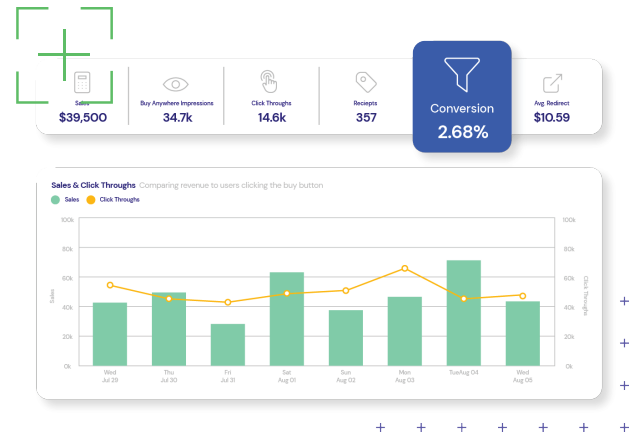 Sales
$39,500
Buy Anywhere Impressions
34.7k
Click Throughs
14.6k
Reciepts
357
Conversion
2.68%
Avg. Redirect
$10.59
Sales & Click Throughs Comparing revenue to users clicking the buy button
Sales Click Throughs
100k 100k
80k 80k
60k 60k
40k 40k
20k 20k
0k 0k
Sales
Click Throughs
Wed Thu Fri Sat Sun Mon TueAug 04 Wed
Jul 29 Jul 30 Jul 31 Aug 01 Aug 02 Aug 03 Aug 05